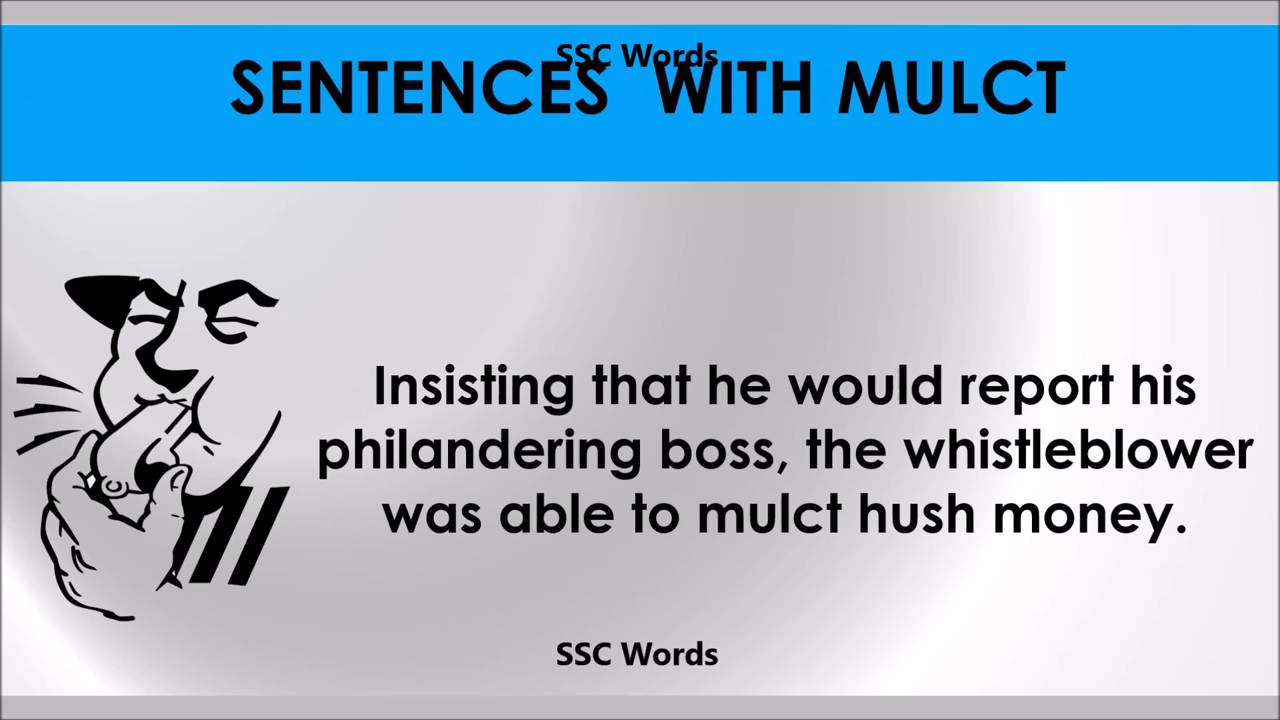 SSC Words
SENTENCES WITH MULCT
Insisting that he would report his
philandering boss, the whistleblower
was able to mulct hush money.
SSC Words